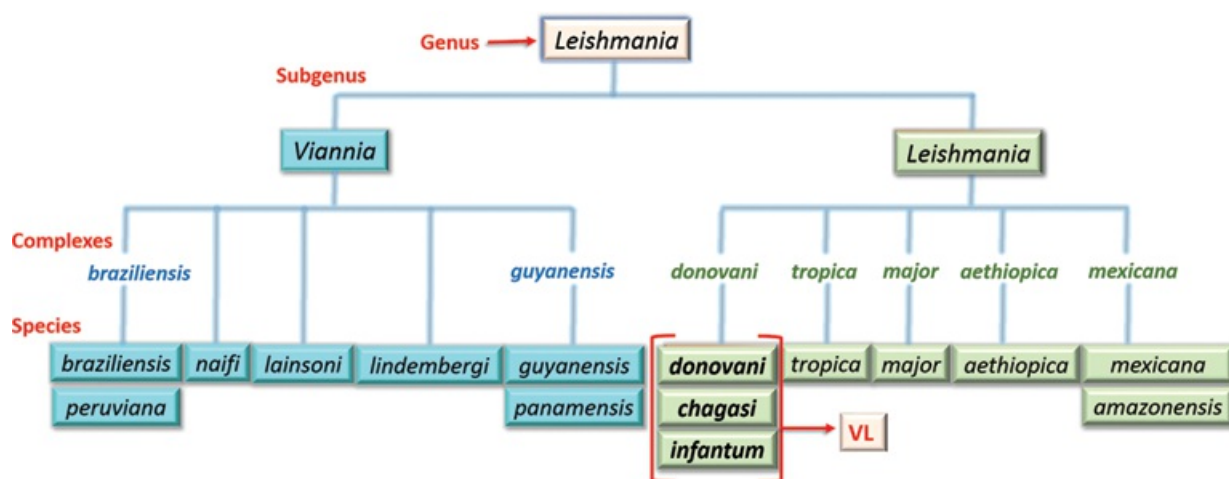 Genus Leishmania
Subgenus
Viannia Leishmania
Complexes
braziliensis guyanensis donovani tropica major aethiopica mexicana
Species
braziliensis naifi lainsoni lindembergi guyanensis donovani tropica major aethiopica mexicana
peruviana panamensis chagasi amazonensis
infantum VL